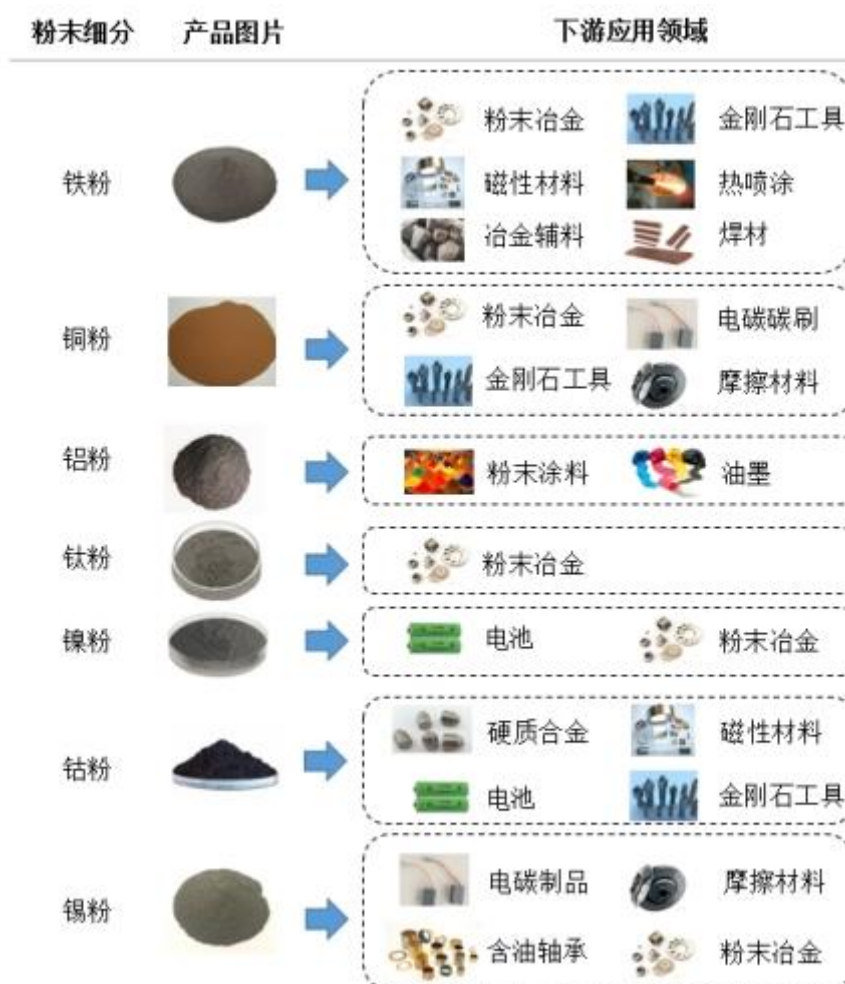 粉末细分 产品图片 下游应用领域
粉末冶金 金刚石工具
铁粉 磁性材料 热喷涂
冶金辅料 焊材
粉末冶金 电碳碳刷
铜粉
金刚石工具 摩擦材料
铝粉 粉末涂料 油墨
钛粉 粉末冶金
镍粉 电池 粉末冶金
硬质合金 磁性材料
钴粉
电池 金刚石工具
电碳制品 摩擦材料
锡粉
含油轴承 粉末冶金